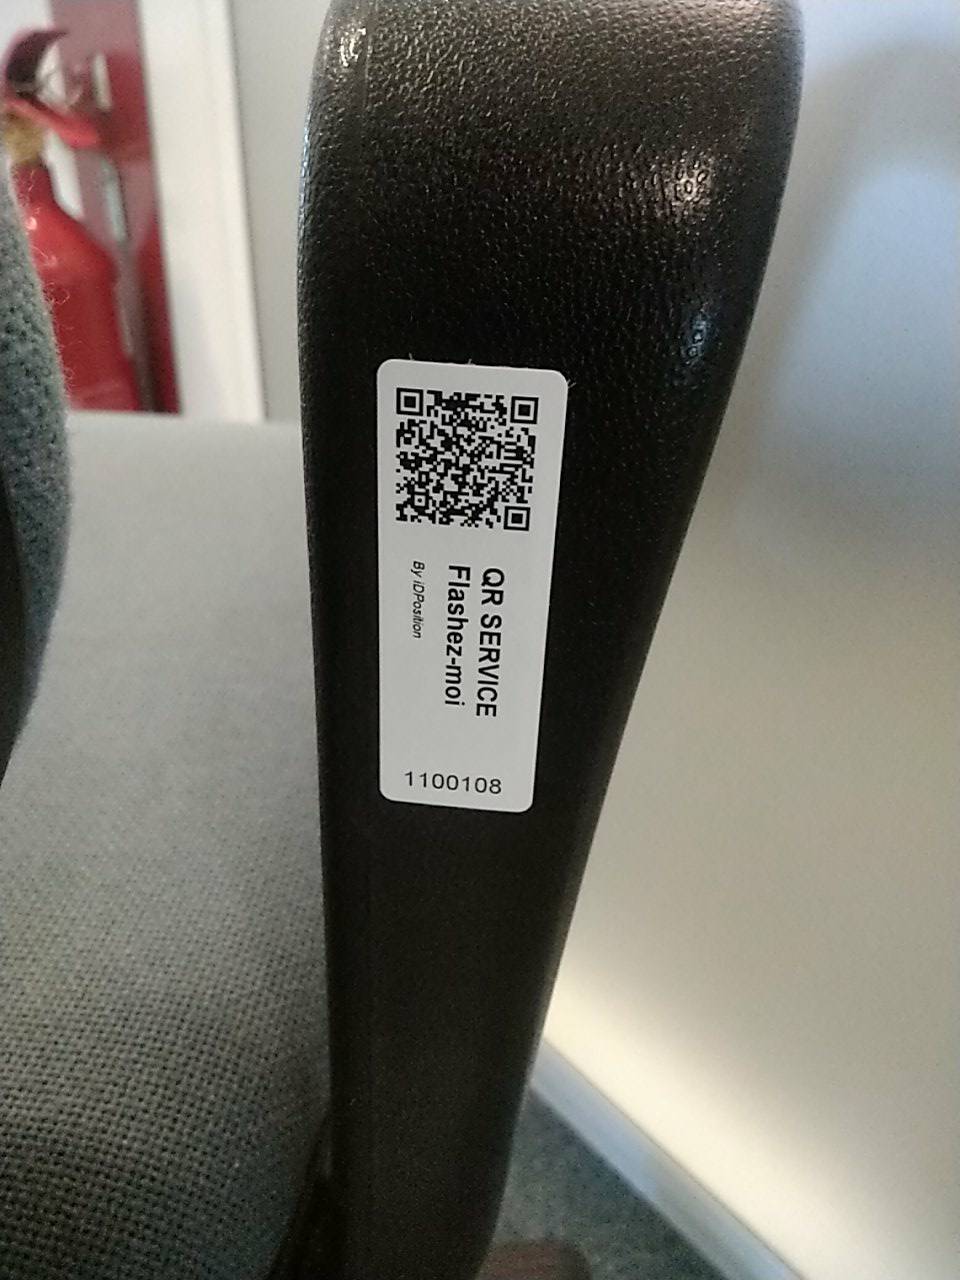 QR SERVICE
Flashez-moi
By iDPosition
1100108